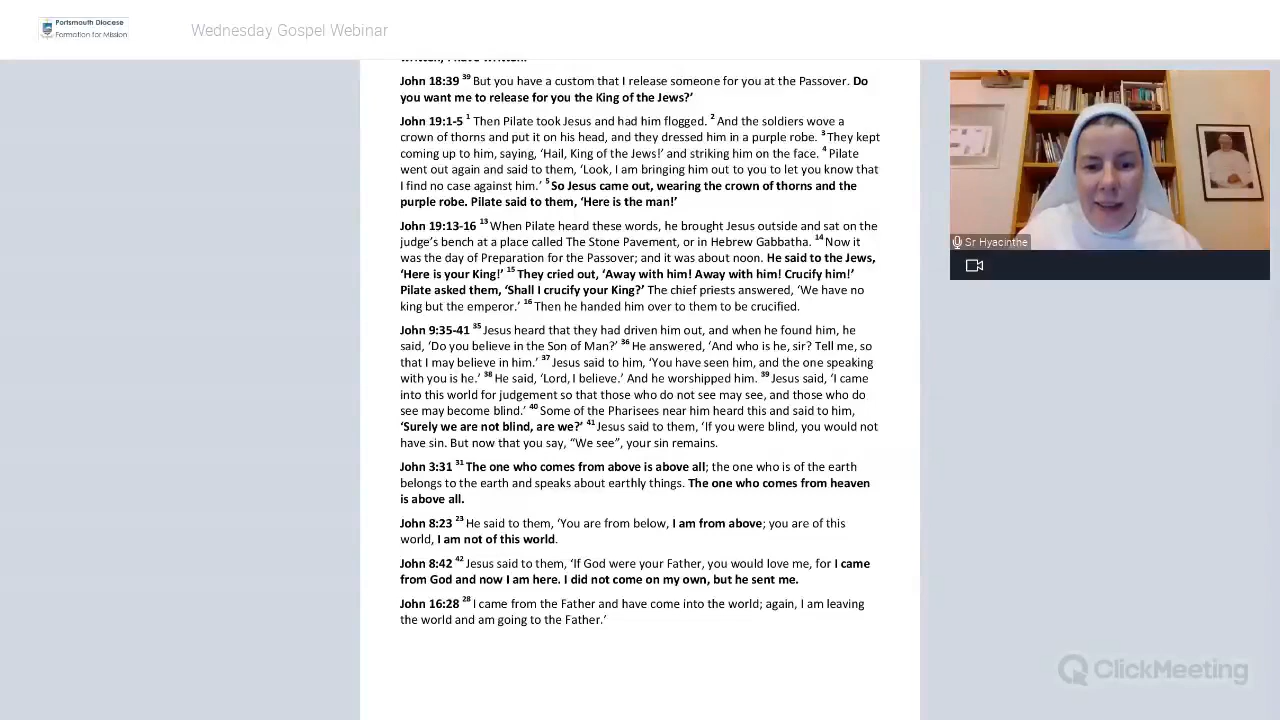 Portsmouth Diocese
Formation for Mission
Wednesday Gospel Webinar
written, I have written.'
John 18:39 39 But you have a custom that I release someone for you at the Passover. Do
you want me to release for you the King of the Jews?’
John 19:1-5 1 Then Pilate took Jesus and had him flogged. 2 And the soldiers wove a
crown of thorns and put it on his head, and they dressed him in a purple robe. 3 They kept
coming up to him, saying, ‘Hail, King of the Jews!’ and striking him on the face. 4 Pilate
went out again and said to them, ‘Look, I am bringing him out to you to let you know that
I find no case against him.’ 5 So Jesus came out, wearing the crown of thorns and the
purple robe. Pilate said to them, ‘Here is the man!’
John 19:13-16 13 When Pilate heard these words, he brought Jesus outside and sat on the
judge’s bench at a place called The Stone Pavement, or in Hebrew Gabbatha. 14 Now it
was the day of Preparation for the Passover; and it was about noon. He said to the Jews,
‘Here is your King!’ 15 They cried out, ‘Away with him! Away with him! Crucify him!’
Pilate asked them, ‘Shall I crucify your King?’ The chief priests answered, ‘We have no
king but the emperor.’ 16 Then he handed him over to them to be crucified.
John 9:35-41 35 Jesus heard that they had driven him out, and when he found him, he
said, ‘Do you believe in the Son of Man?’ 36 He answered, ‘And who is he, sir? Tell me, so
that I may believe in him.’ 37 Jesus said to him, ‘You have seen him, and the one speaking
with you is he.’ 38 He said, ‘Lord, I believe.’ And he worshipped him. 39 Jesus said, ‘I came
into this world for judgement so that those who do not see may see, and those who do
see may become blind.’ 40 Some of the Pharisees near him heard this and said to him,
‘Surely we are not blind, are we?’ 41 Jesus said to them, ‘If you were blind, you would not
have sin. But now that you say, “We see”, your sin remains.
John 3:31 31 The one who comes from above is above all; the one who is of the earth
belongs to the earth and speaks about earthly things. The one who comes from heaven
is above all.
John 8:23 23 He said to them, ‘You are from below, I am from above; you are of this
world, I am not of this world.
John 8:42 42 Jesus said to them, ‘If God were your Father, you would love me, for I came
from God and now I am here. I did not come on my own, but he sent me.
John 16:28 28 I came from the Father and have come into the world; again, I am leaving
the world and am going to the Father.’
Sr Hyacinthe
ClickMeeting